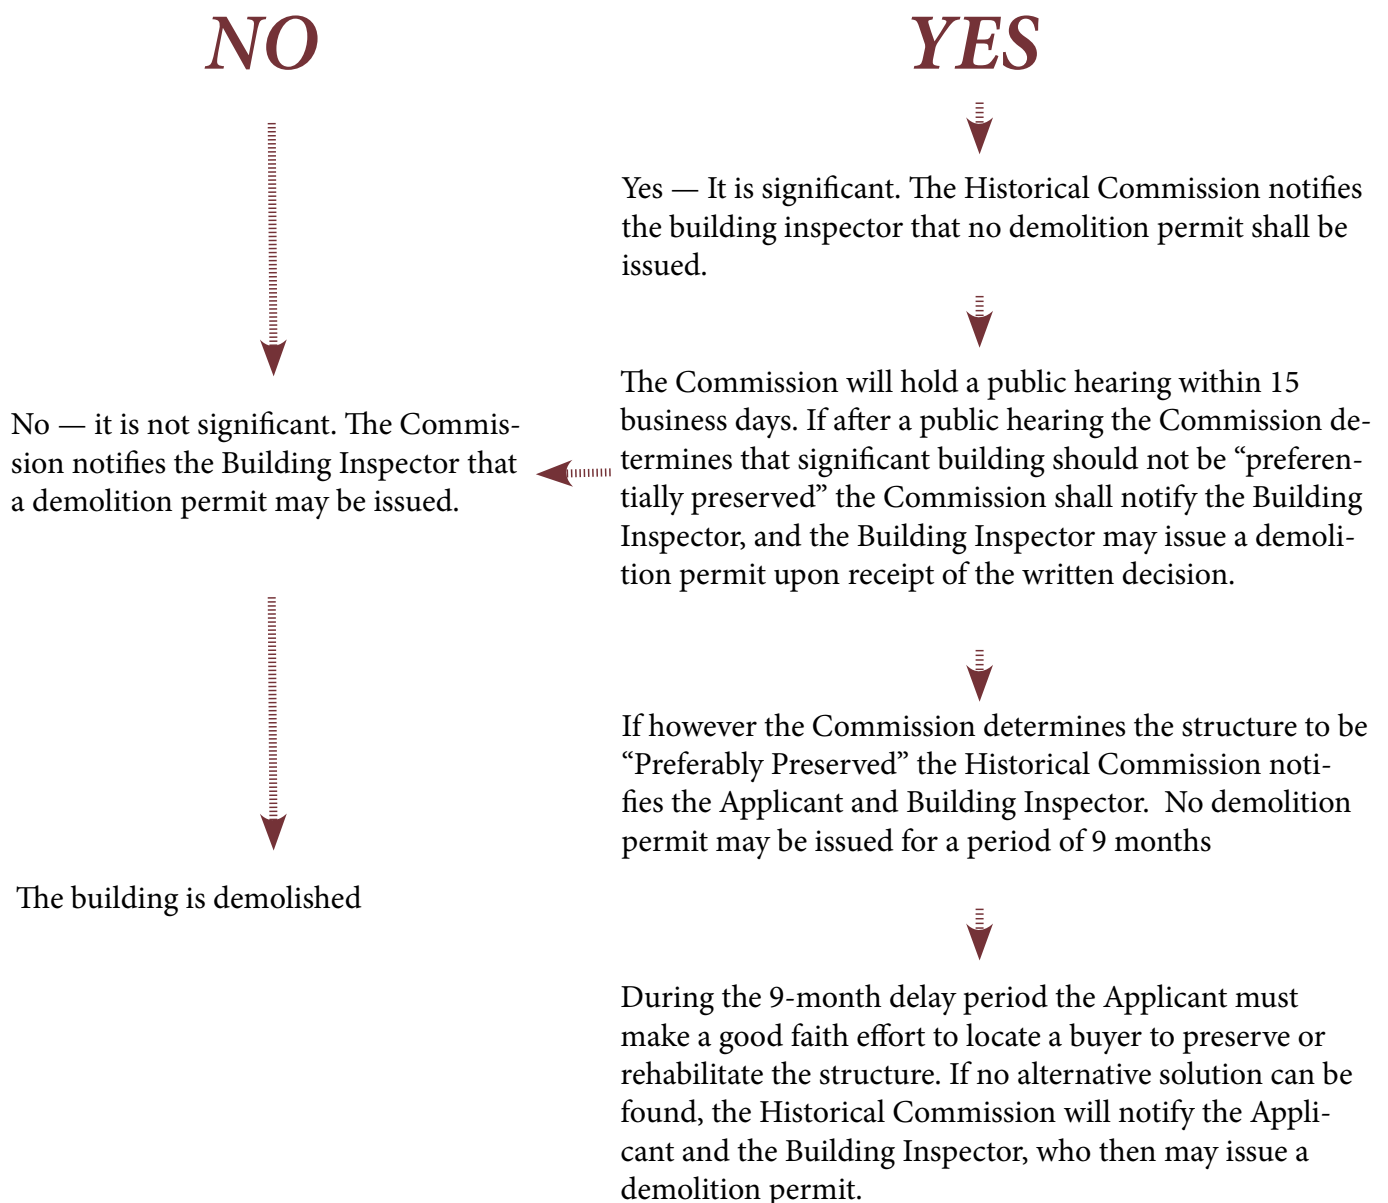 NO
YES
Yes — It is significant. The Historical Commission notifies
the building inspector that no demolition permit shall be
issued.
No — it is not significant. The Commis-
sion notifies the Building Inspector that
a demolition permit may be issued.
The Commission will hold a public hearing within 15
business days. If after a public hearing the Commission de-
termines that significant building should not be “preferen-
tially preserved” the Commission shall notify the Building
Inspector, and the Building Inspector may issue a demoli-
tion permit upon receipt of the written decision.
If however the Commission determines the structure to be
“Preferably Preserved” the Historical Commission noti-
fies the Applicant and Building Inspector.  No demolition
permit may be issued for a period of 9 months
The building is demolished
During the 9-month delay period the Applicant must
make a good faith effort to locate a buyer to preserve or
rehabilitate the structure. If no alternative solution can be
found, the Historical Commission will notify the Appli-
cant and the Building Inspector, who then may issue a
demolition permit.